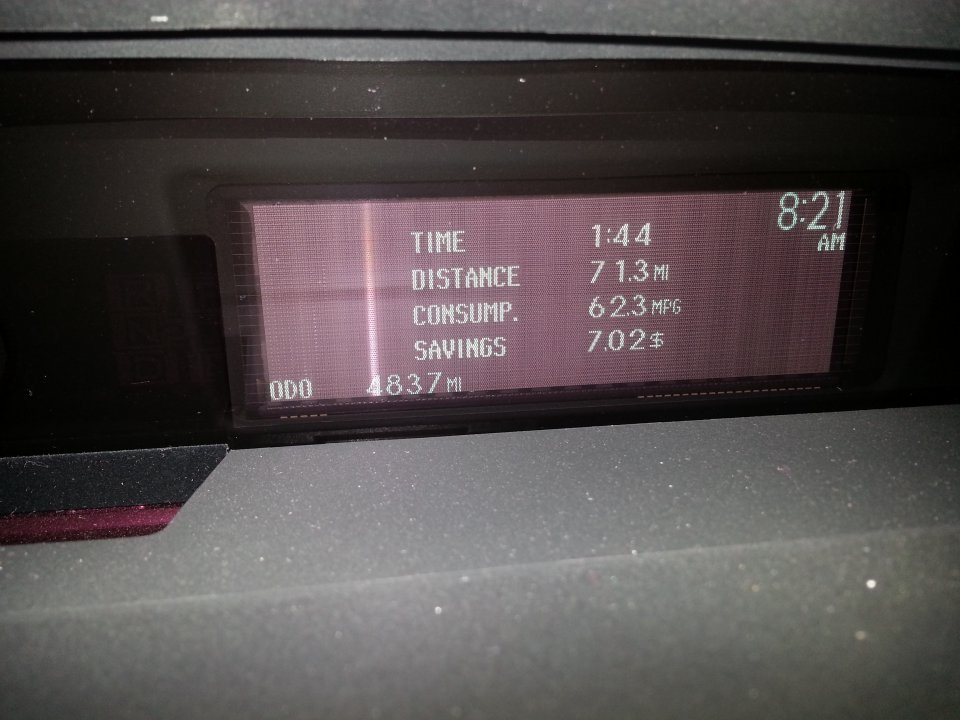 8:21
AM
TIME 1:44
DISTANCE 71.3 MI
CONSUMP. 62.3 MPG
SAVINGS 7.02 $
ODO 4837 MI